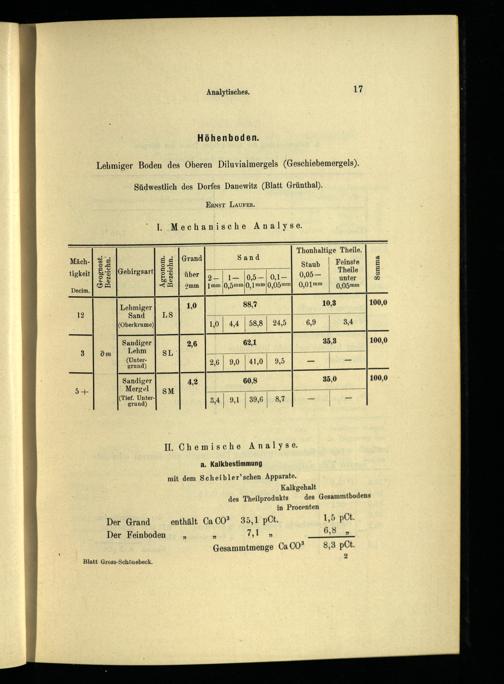 Analytisches. 17
Höhenboden.
Lehmiger Boden des Oberen Diluvialmergels (Geschiebemergels).
Südwestlich des Dorfes Danewitz (Blatt Grünthal).
Ernst Laufer.
I. Mechanische Analyse.
Mäch-
tigkeit
Decim.
Geognost.
Bezeichn.
Gebirgsart
Agronom.
Bezeichn.
Grand
über
2mm
Sand
2—
1mm
1—
0,5mm
0,5—
0,1mm
0,1—
0,05mm
Thonhaltige Theile.
Staub
0,05—
0,01mm
Feinste
Theile
unter
0,05mm
Summa
12
Lehmiger
Sand
(Oberkrume)
LS
1,0 88,7 10,3 100,0
1,0 4,4 58,8 24,5 6,9 3,4
3
∂m
Sandiger
Lehm
(Unter-
grund)
SL
2,6 62,1 35,3 100,0
2,6 9,0 41,0 9,5 — —
5+
Sandiger
Mergel
(Tief. Unter-
grund)
SM
4,2 60,8 35,0 100,0
3,4 9,1 39,6 8,7 — —
II. Chemische Analyse.
a. Kalkbestimmung
mit dem Scheibler'schen Apparate.
Kalkgehalt
des Theilprodukts des Gesammtbodens
in Procenten
Der Grand enthält CaCO³ 35,1 pCt. 1,5 pCt.
Der Feinboden „ „ 7,1 „ 6,8 „
Gesammtmenge CaCO³ 8,3 pCt.
Blatt Gross-Schönebeck. 2